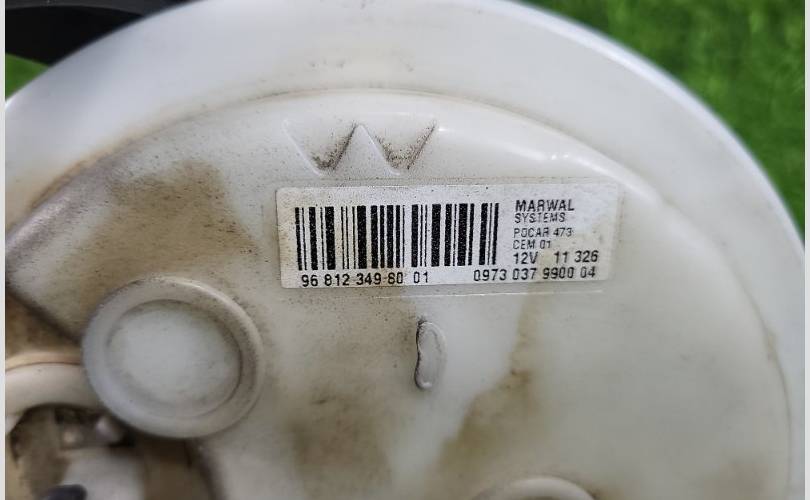 MARWAL
SYSTEMS
POCAR 473
CEM 01
12V 11 326
96 812 349 80 01 0973 037 9900 04